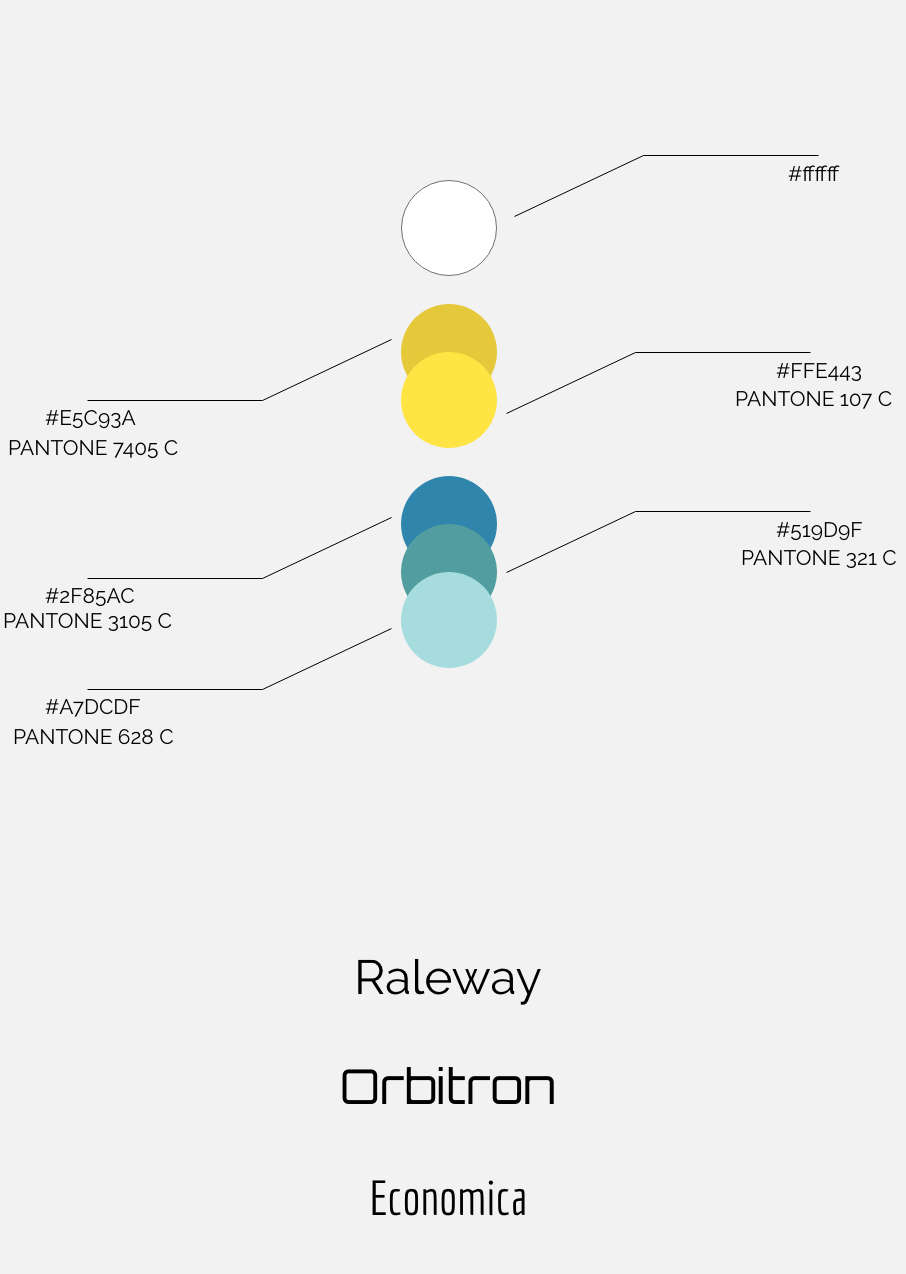 #ffffff
#FFE443
PANTONE 107 C
#E5C93A
PANTONE 7405 C
#519D9F
PANTONE 321 C
#2F85AC
PANTONE 3105 C
#A7DCDF
PANTONE 628 C
Raleway
Orbitron
Economica